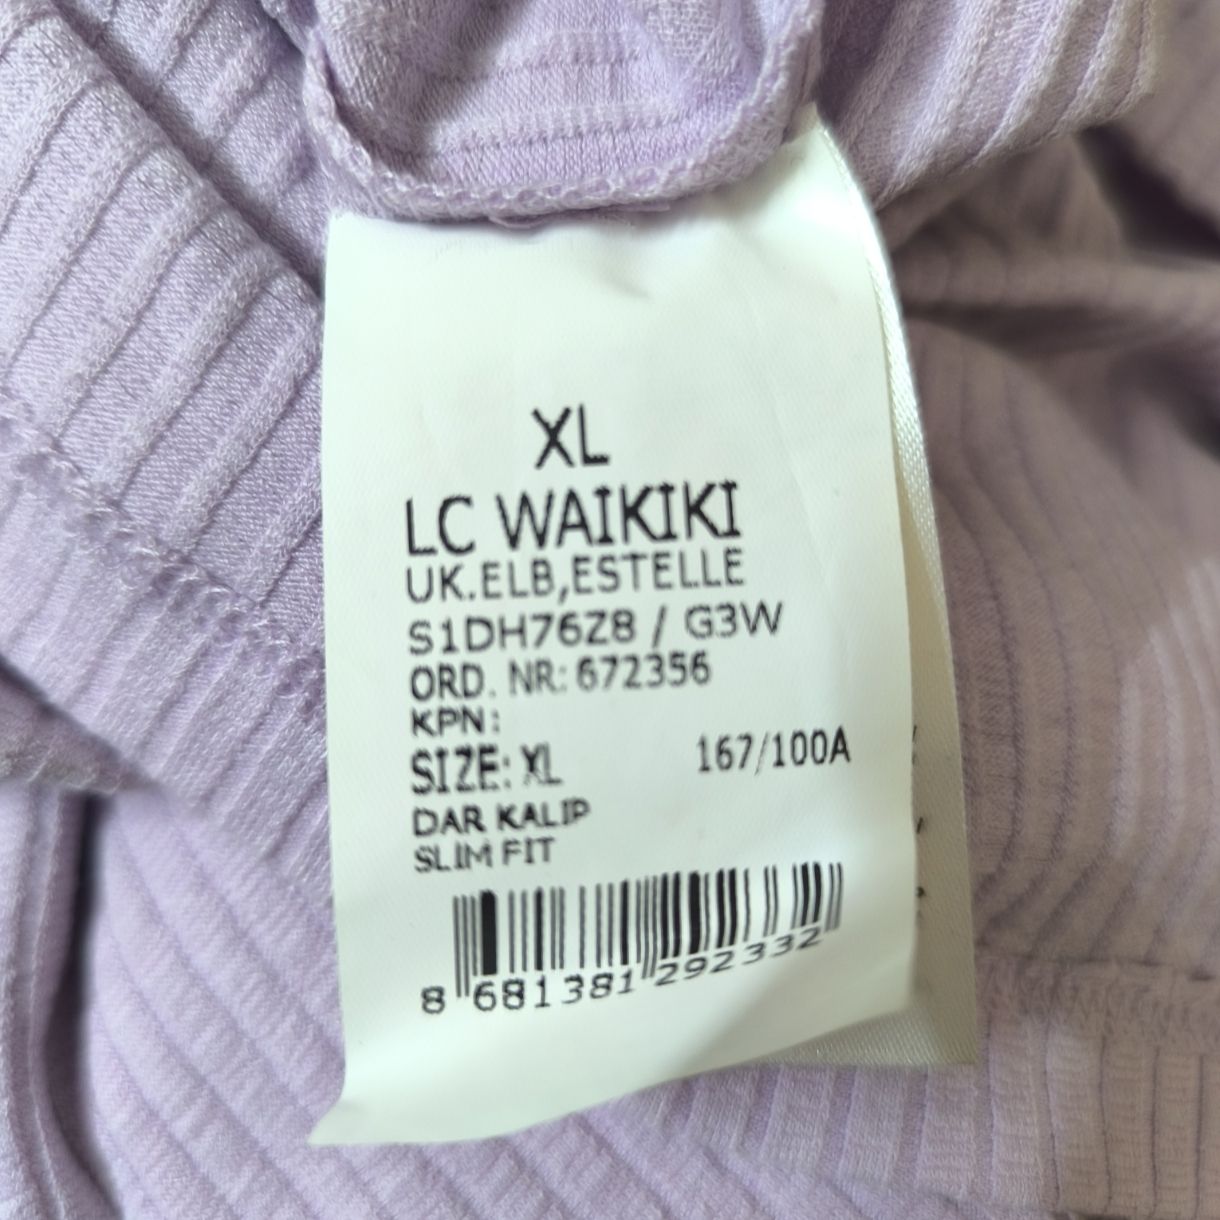 XL
LC WAIKIKI
UK.ELB,ESTELLE
S1DH76Z8 / G3W
ORD. NR: 672356
KPN:
SIZE: XL 167/100A
DAR KALIP
SLIM FIT
8 681381 292332